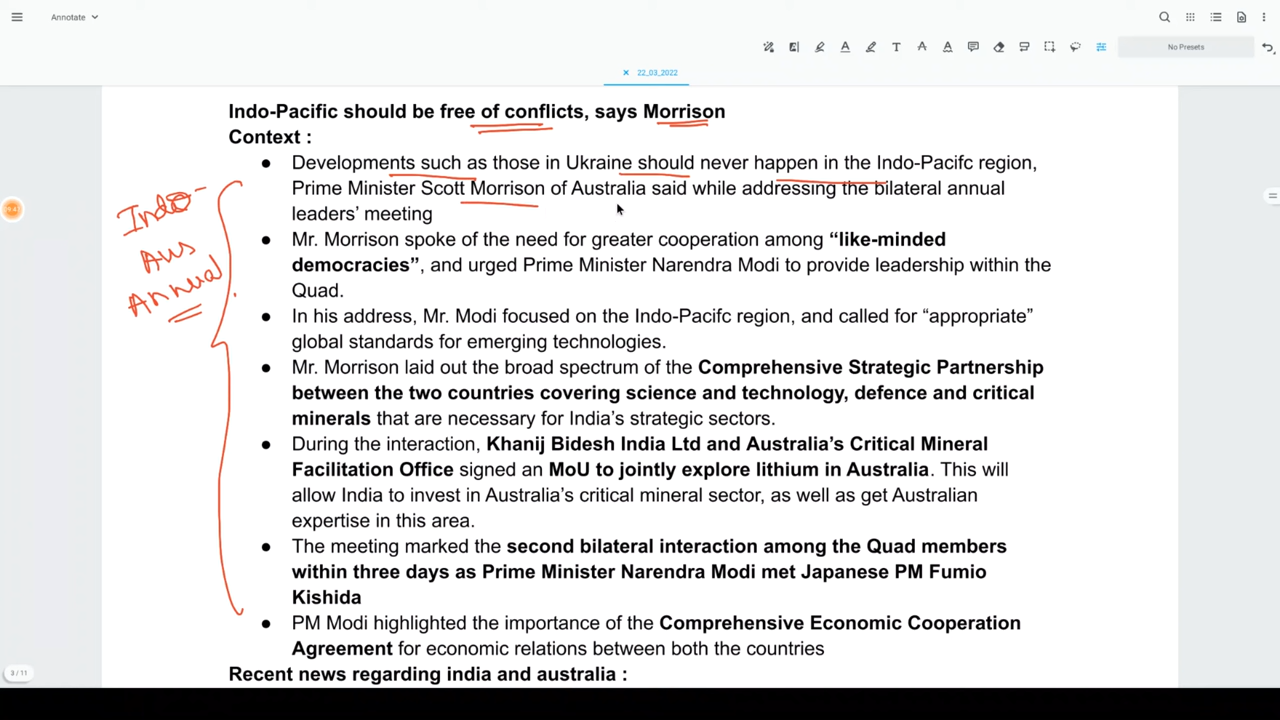 Annotate
No Presets
22_03_2022
Indo-Pacific should be free of conflicts, says Morrison
Context :
● Developments such as those in Ukraine should never happen in the Indo-Pacifc region,
Prime Minister Scott Morrison of Australia said while addressing the bilateral annual
leaders’ meeting
● Mr. Morrison spoke of the need for greater cooperation among “like-minded
democracies”, and urged Prime Minister Narendra Modi to provide leadership within the
Quad.
● In his address, Mr. Modi focused on the Indo-Pacifc region, and called for “appropriate”
global standards for emerging technologies.
● Mr. Morrison laid out the broad spectrum of the Comprehensive Strategic Partnership
between the two countries covering science and technology, defence and critical
minerals that are necessary for India’s strategic sectors.
● During the interaction, Khanij Bidesh India Ltd and Australia’s Critical Mineral
Facilitation Office signed an MoU to jointly explore lithium in Australia. This will
allow India to invest in Australia’s critical mineral sector, as well as get Australian
expertise in this area.
● The meeting marked the second bilateral interaction among the Quad members
within three days as Prime Minister Narendra Modi met Japanese PM Fumio
Kishida
● PM Modi highlighted the importance of the Comprehensive Economic Cooperation
Agreement for economic relations between both the countries
Recent news regarding india and australia :
Indo-
Aus
Annual
3 / 11